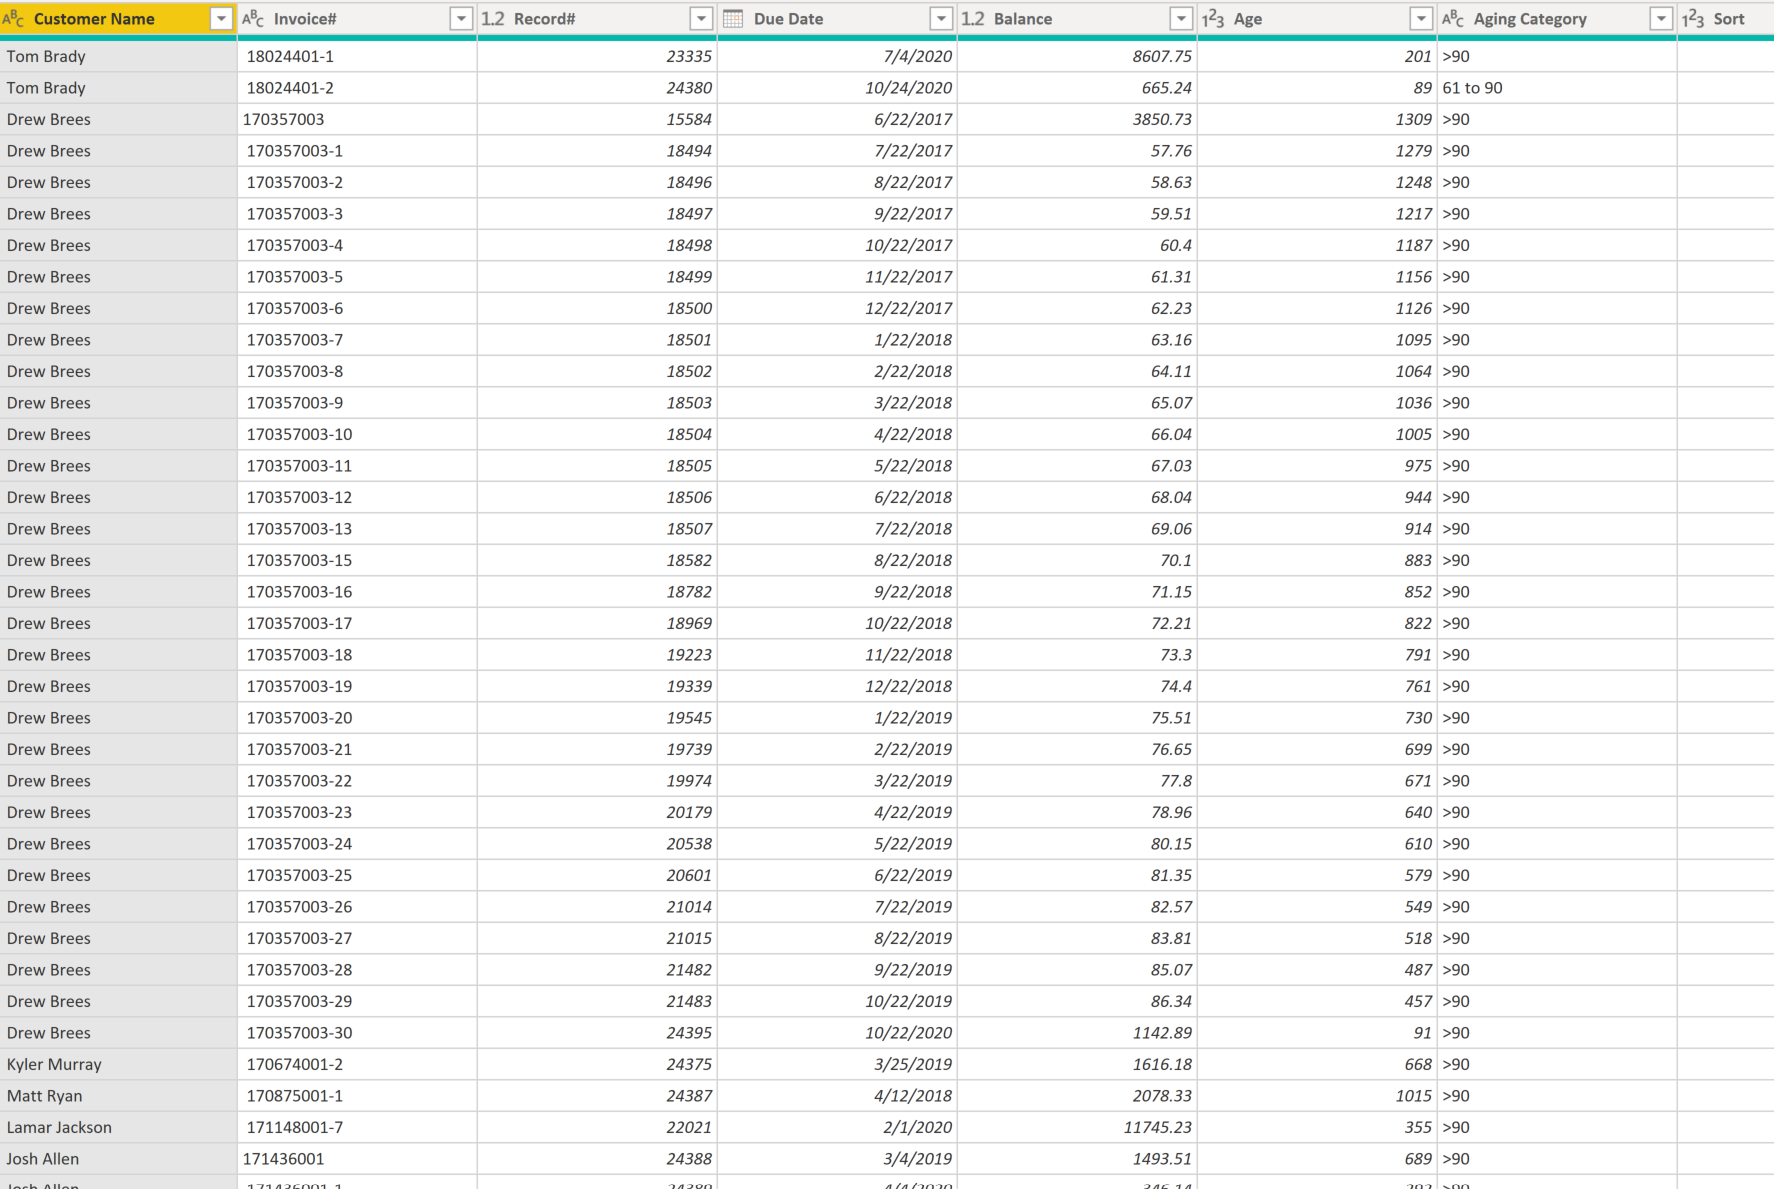 ABC Customer Name ABC Invoice# 1.2 Record# Due Date 1.2 Balance 123 Age ABC Aging Category 123 Sort
Tom Brady 18024401-1 23335 7/4/2020 8607.75 201 >90
Tom Brady 18024401-2 24380 10/24/2020 665.24 89 61 to 90
Drew Brees 170357003 15584 6/22/2017 3850.73 1309 >90
Drew Brees 170357003-1 18494 7/22/2017 57.76 1279 >90
Drew Brees 170357003-2 18496 8/22/2017 58.63 1248 >90
Drew Brees 170357003-3 18497 9/22/2017 59.51 1217 >90
Drew Brees 170357003-4 18498 10/22/2017 60.4 1187 >90
Drew Brees 170357003-5 18499 11/22/2017 61.31 1156 >90
Drew Brees 170357003-6 18500 12/22/2017 62.23 1126 >90
Drew Brees 170357003-7 18501 1/22/2018 63.16 1095 >90
Drew Brees 170357003-8 18502 2/22/2018 64.11 1064 >90
Drew Brees 170357003-9 18503 3/22/2018 65.07 1036 >90
Drew Brees 170357003-10 18504 4/22/2018 66.04 1005 >90
Drew Brees 170357003-11 18505 5/22/2018 67.03 975 >90
Drew Brees 170357003-12 18506 6/22/2018 68.04 944 >90
Drew Brees 170357003-13 18507 7/22/2018 69.06 914 >90
Drew Brees 170357003-15 18582 8/22/2018 70.1 883 >90
Drew Brees 170357003-16 18782 9/22/2018 71.15 852 >90
Drew Brees 170357003-17 18969 10/22/2018 72.21 822 >90
Drew Brees 170357003-18 19223 11/22/2018 73.3 791 >90
Drew Brees 170357003-19 19339 12/22/2018 74.4 761 >90
Drew Brees 170357003-20 19545 1/22/2019 75.51 730 >90
Drew Brees 170357003-21 19739 2/22/2019 76.65 699 >90
Drew Brees 170357003-22 19974 3/22/2019 77.8 671 >90
Drew Brees 170357003-23 20179 4/22/2019 78.96 640 >90
Drew Brees 170357003-24 20538 5/22/2019 80.15 610 >90
Drew Brees 170357003-25 20601 6/22/2019 81.35 579 >90
Drew Brees 170357003-26 21014 7/22/2019 82.57 549 >90
Drew Brees 170357003-27 21015 8/22/2019 83.81 518 >90
Drew Brees 170357003-28 21482 9/22/2019 85.07 487 >90
Drew Brees 170357003-29 21483 10/22/2019 86.34 457 >90
Drew Brees 170357003-30 24395 10/22/2020 1142.89 91 >90
Kyler Murray 170674001-2 24375 3/25/2019 1616.18 668 >90
Matt Ryan 170875001-1 24387 4/12/2018 2078.33 1015 >90
Lamar Jackson 171148001-7 22021 2/1/2020 11745.23 355 >90
Josh Allen 171436001 24388 3/4/2019 1493.51 689 >90
Josh Allen 171436001-1 24389 4/4/2020 346.14 292 >90